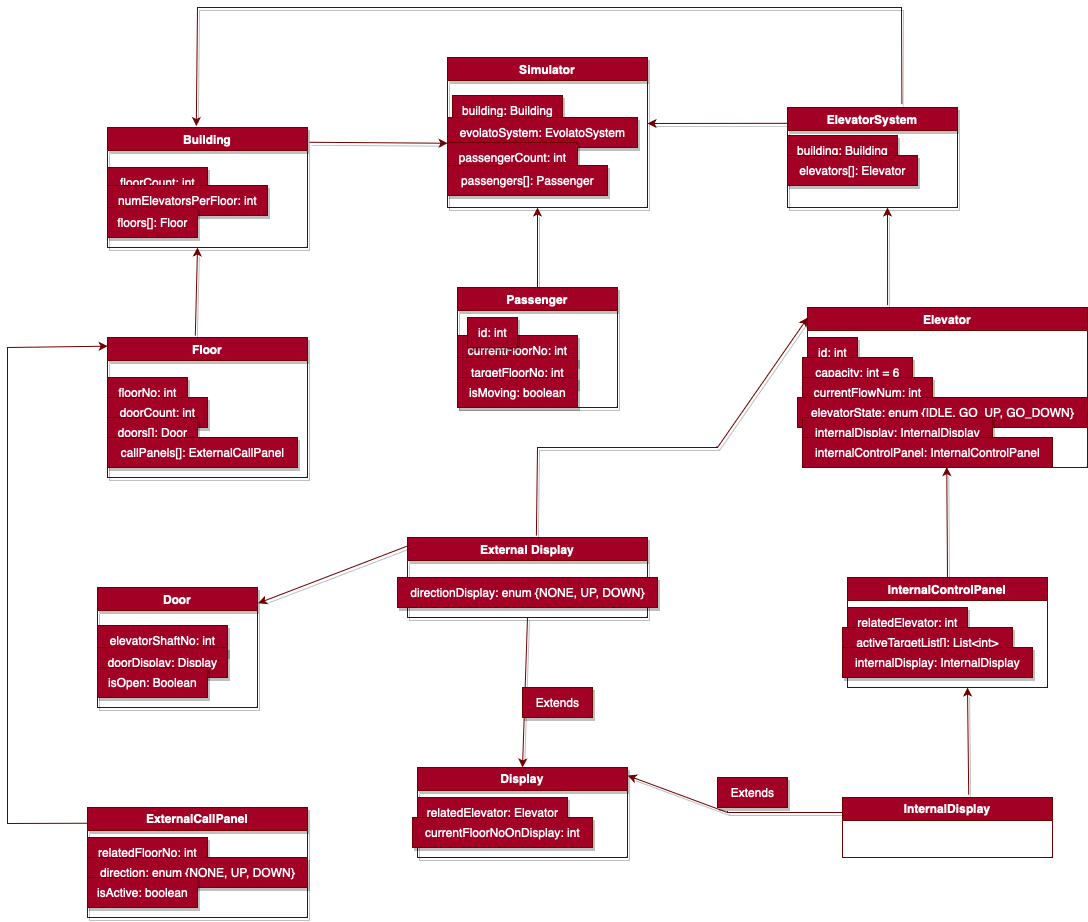 Simulator
building: Building
evolatoSystem: EvolatoSystem
passengerCount: int
passengers[]: Passenger
ElevatorSystem
building: Building
elevators[]: Elevator
Building
floorCount: int
numElevatorsPerFloor: int
floors[]: Floor
Passenger
id: int
currentFloorNo: int
targetFloorNo: int
isMoving: boolean
Elevator
id: int
capacity: int = 6
currentFlowNum: int
elevatorState: enum {IDLE, GO_UP, GO_DOWN}
internalDisplay: InternalDisplay
internalControlPanel: InternalControlPanel
Floor
floorNo: int
doorCount: int
doors[]: Door
callPanels[]: ExternalCallPanel
External Display
directionDisplay: enum {NONE, UP, DOWN}
Door
elevatorShaftNo: int
doorDisplay: Display
isOpen: Boolean
InternalControlPanel
relatedElevator: int
activeTargetList[]: List<int>
internalDisplay: InternalDisplay
Extends
Display
relatedElevator: Elevator
currentFloorNoOnDisplay: int
Extends
InternalDisplay
ExternalCallPanel
relatedFloorNo: int
direction: enum {NONE, UP, DOWN}
isActive: boolean